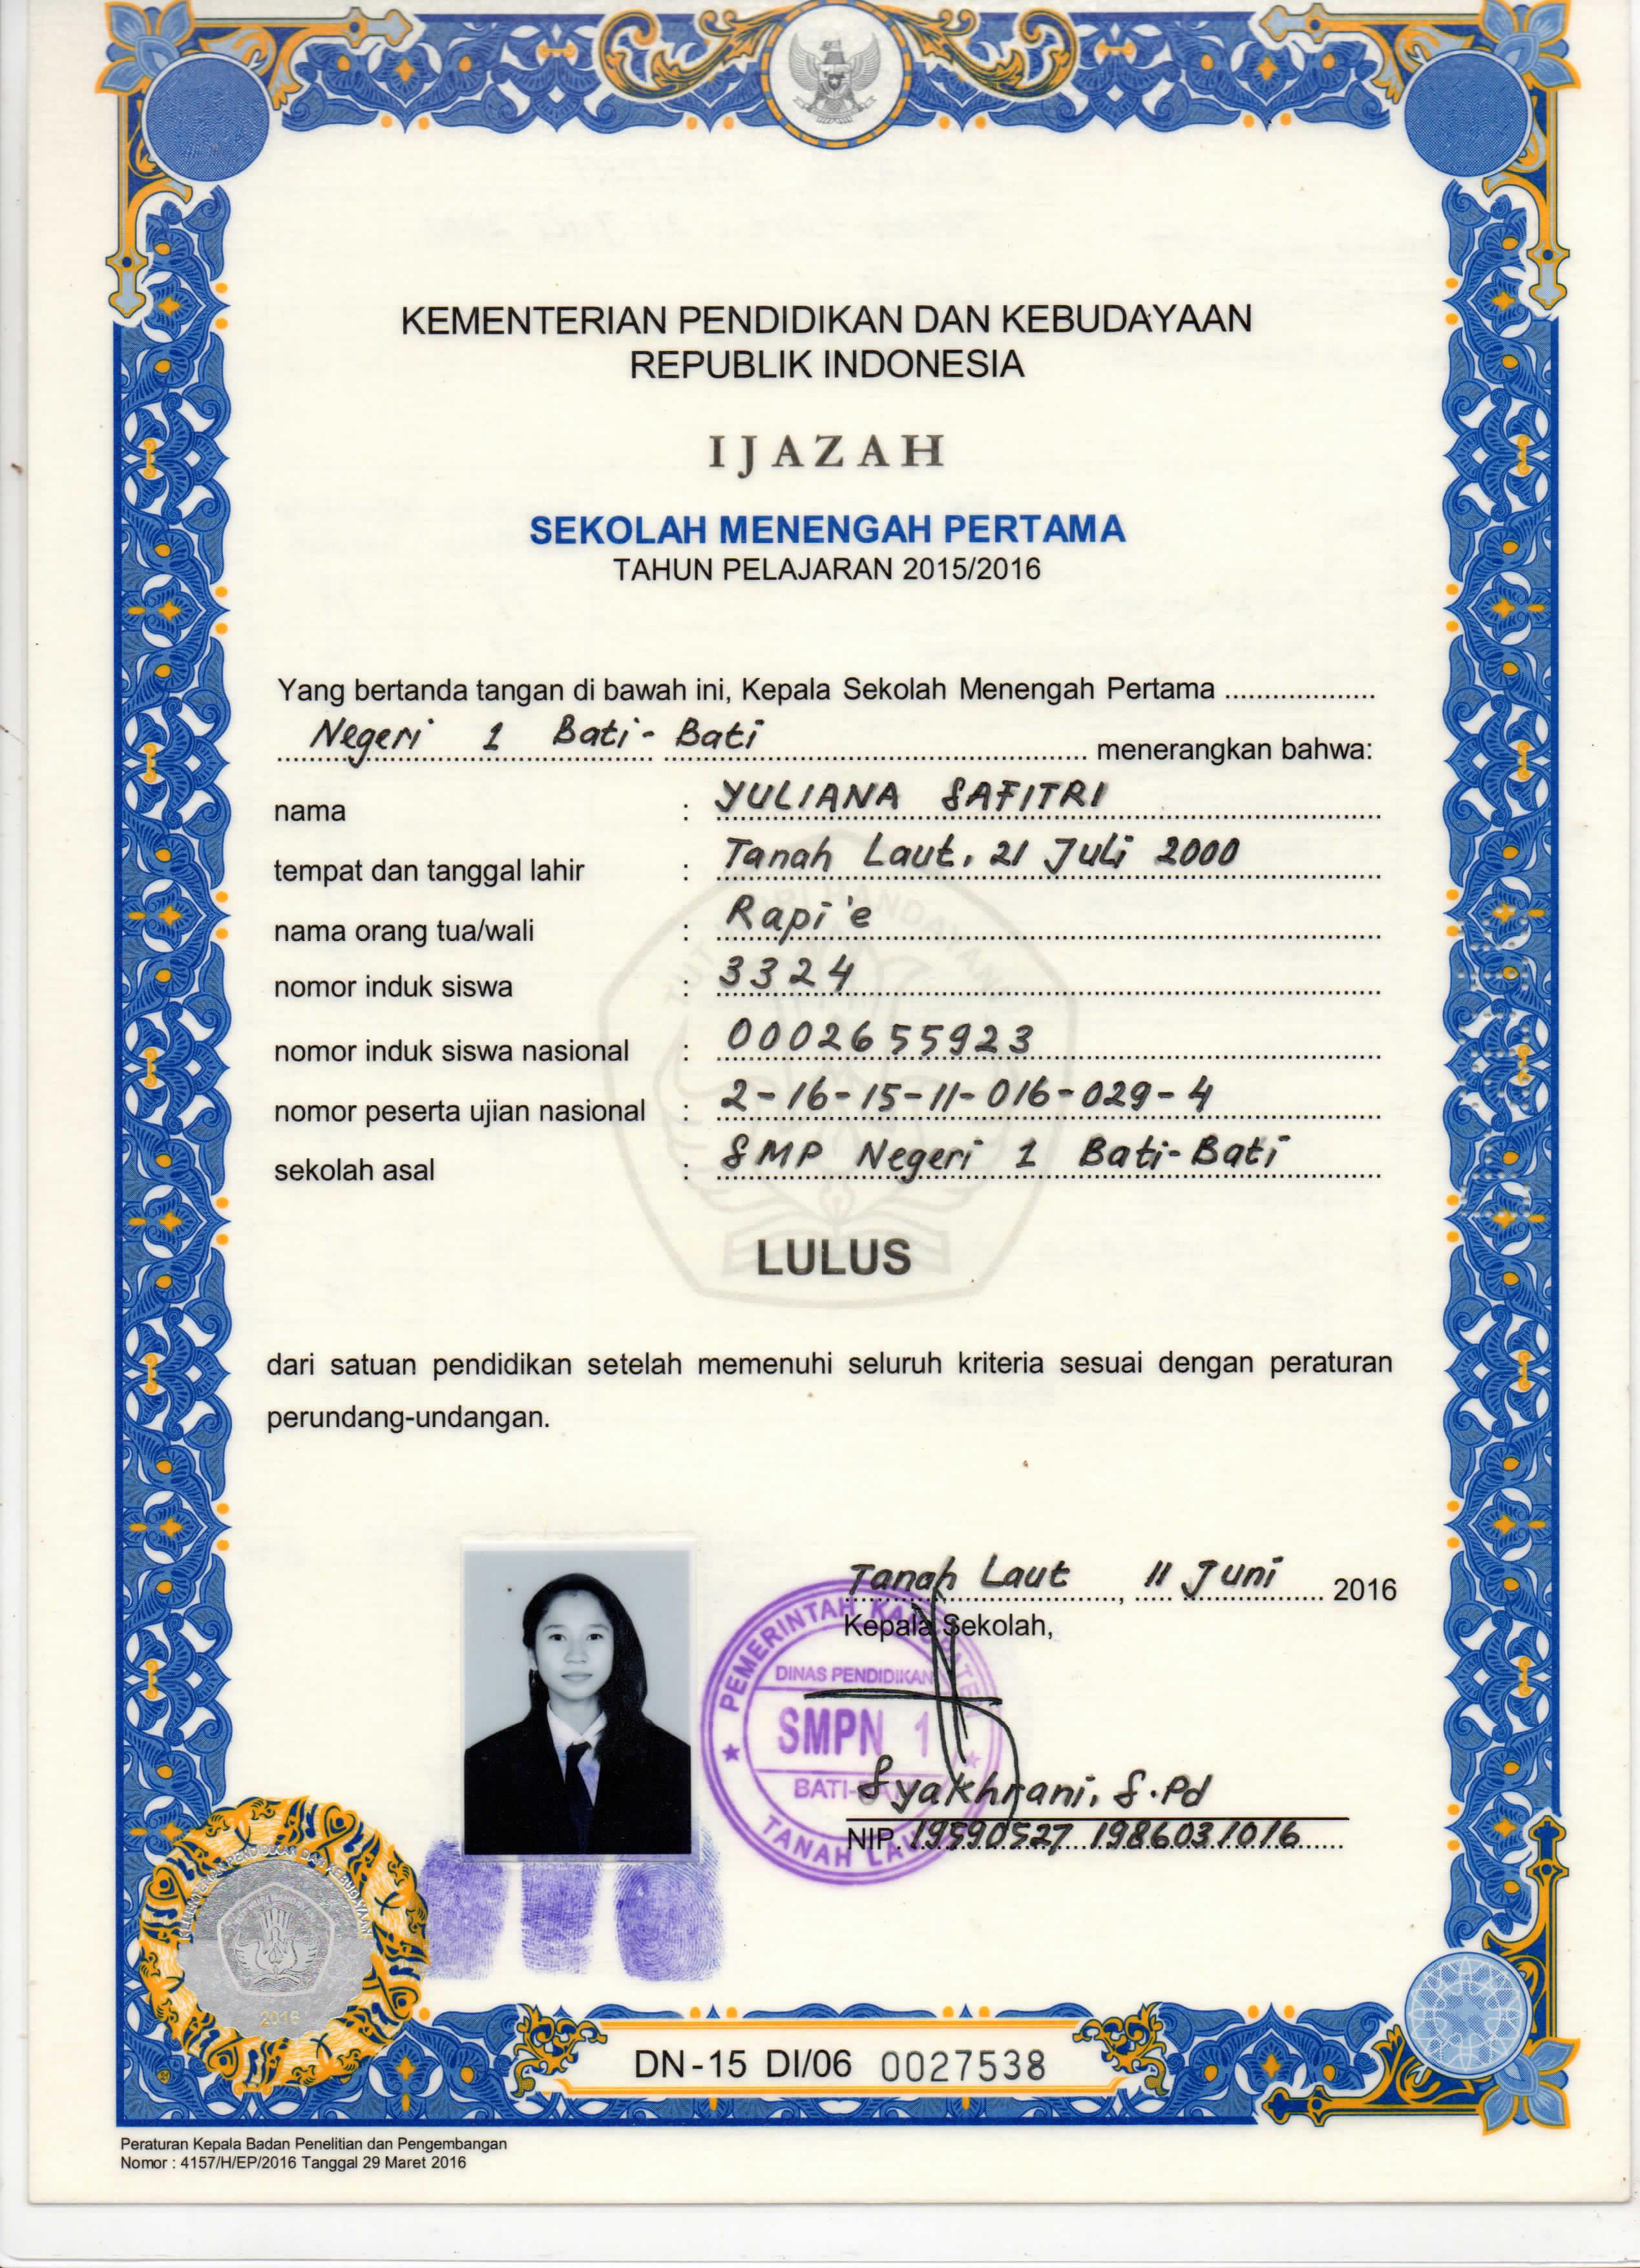 KEMENTERIAN PENDIDIKAN DAN KEBUDAYAAN
REPUBLIK INDONESIA
IJAZAH
SEKOLAH MENENGAH PERTAMA
TAHUN PELAJARAN 2015/2016
Yang bertanda tangan di bawah ini, Kepala Sekolah Menengah Pertama ...................
Negeri 1 Bati-Bati menerangkan bahwa:
nama : YULIANA SAFITRI
tempat dan tanggal lahir : Tanah Laut, 21 Juli 2000
nama orang tua/wali : Rapi'e
nomor induk siswa : 3324
nomor induk siswa nasional : 0002655923
nomor peserta ujian nasional : 2-16-15-11-016-029-4
sekolah asal : SMP Negeri 1 Bati-Bati
LULUS
dari satuan pendidikan setelah memenuhi seluruh kriteria sesuai dengan peraturan
perundang-undangan.
Tanah Laut, 11 Juni 2016
Kepala Sekolah,
PEMERINTAH KABUPATEN
DINAS PENDIDIKAN
SMPN 1
BATI-
TANAH LAUT
Syakhrani, S.Pd
NIP. 19590527 198603 1 016
KEMENTERIAN PENDIDIKAN DAN KEBUDAYAAN
2016
DN-15 DI/06 0027538
Peraturan Kepala Badan Penelitian dan Pengembangan
Nomor : 4157/H/EP/2016 Tanggal 29 Maret 2016